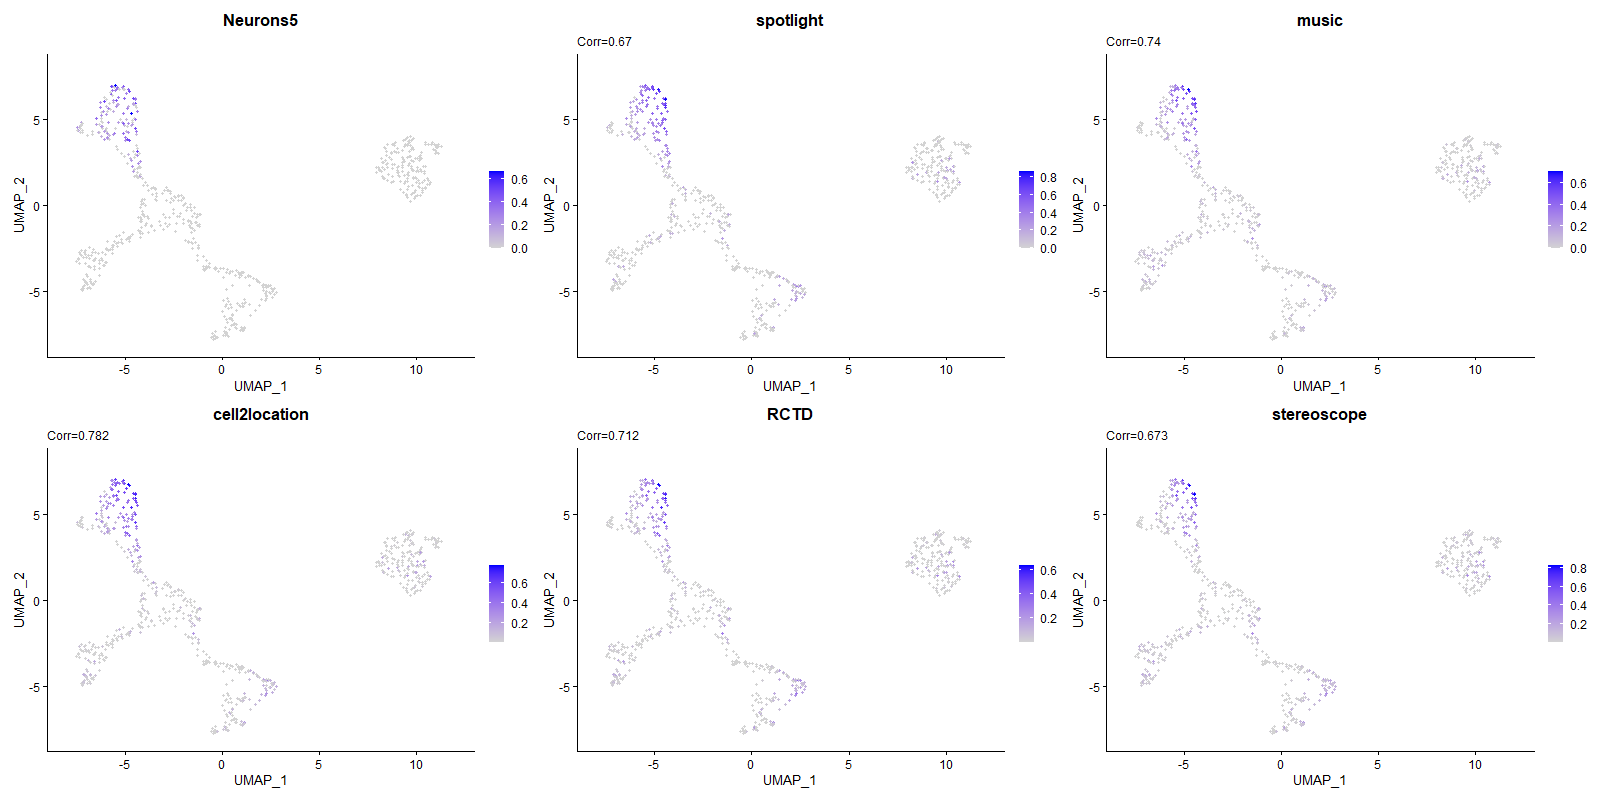 Neurons5
5
0
-5
-5
0
5
10
UMAP_1
UMAP_2
0.6
0.4
0.2
0.0
spotlight
Corr=0.67
5
0
-5
-5
0
5
10
UMAP_1
UMAP_2
0.8
0.6
0.4
0.2
0.0
music
Corr=0.74
5
0
-5
-5
0
5
10
UMAP_1
UMAP_2
0.6
0.4
0.2
0.0
cell2location
Corr=0.782
5
0
-5
-5
0
5
10
UMAP_1
UMAP_2
0.6
0.4
0.2
RCTD
Corr=0.712
5
0
-5
-5
0
5
10
UMAP_1
UMAP_2
0.6
0.4
0.2
stereoscope
Corr=0.673
5
0
-5
-5
0
5
10
UMAP_1
UMAP_2
0.8
0.6
0.4
0.2